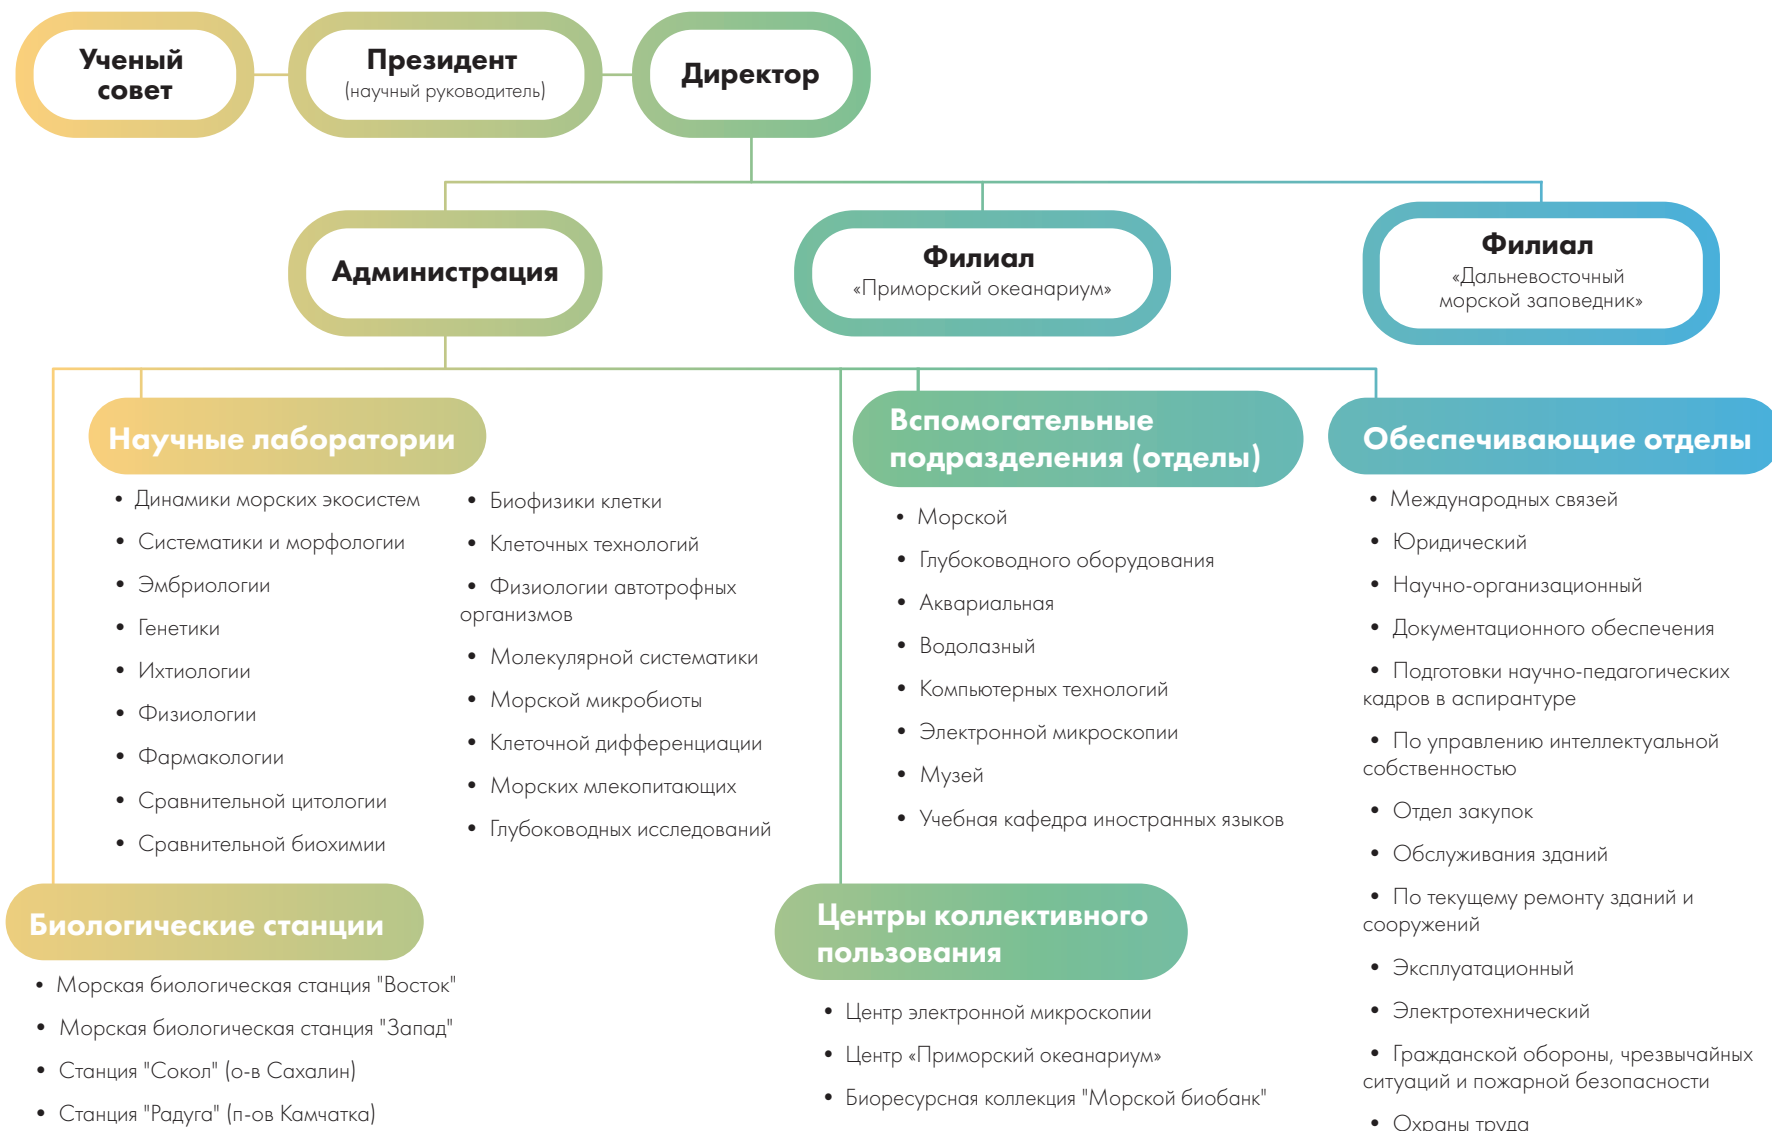 Ученый
совет
Президент
(научный руководитель)
Директор
Администрация
Филиал
«Приморский океанариум»
Филиал
«Дальневосточный
морской заповедник»
Научные лаборатории
• Динамики морских экосистем
• Систематики и морфологии
• Эмбриологии
• Генетики
• Ихтиологии
• Физиологии
• Фармакологии
• Сравнительной цитологии
• Сравнительной биохимии
• Биофизики клетки
• Клеточных технологий
• Физиологии автотрофных
организмов
• Молекулярной систематики
• Морской микробиоты
• Клеточной дифференциации
• Морских млекопитающих
• Глубоководных исследований
Вспомогательные
подразделения (отделы)
• Морской
• Глубоководного оборудования
• Аквариальная
• Водолазный
• Компьютерных технологий
• Электронной микроскопии
• Музей
• Учебная кафедра иностранных языков
Обеспечивающие отделы
• Международных связей
• Юридический
• Научно-организационный
• Документационного обеспечения
• Подготовки научно-педагогических
кадров в аспирантуре
• По управлению интеллектуальной
собственностью
• Отдел закупок
• Обслуживания зданий
• По текущему ремонту зданий и
сооружений
• Эксплуатационный
• Электротехнический
• Гражданской обороны, чрезвычайных
ситуаций и пожарной безопасности
• Охраны труда
Биологические станции
• Морская биологическая станция "Восток"
• Морская биологическая станция "Запад"
• Станция "Сокол" (о-в Сахалин)
• Станция "Радуга" (п-ов Камчатка)
Центры коллективного
пользования
• Центр электронной микроскопии
• Центр «Приморский океанариум»
• Биоресурсная коллекция "Морской биобанк"